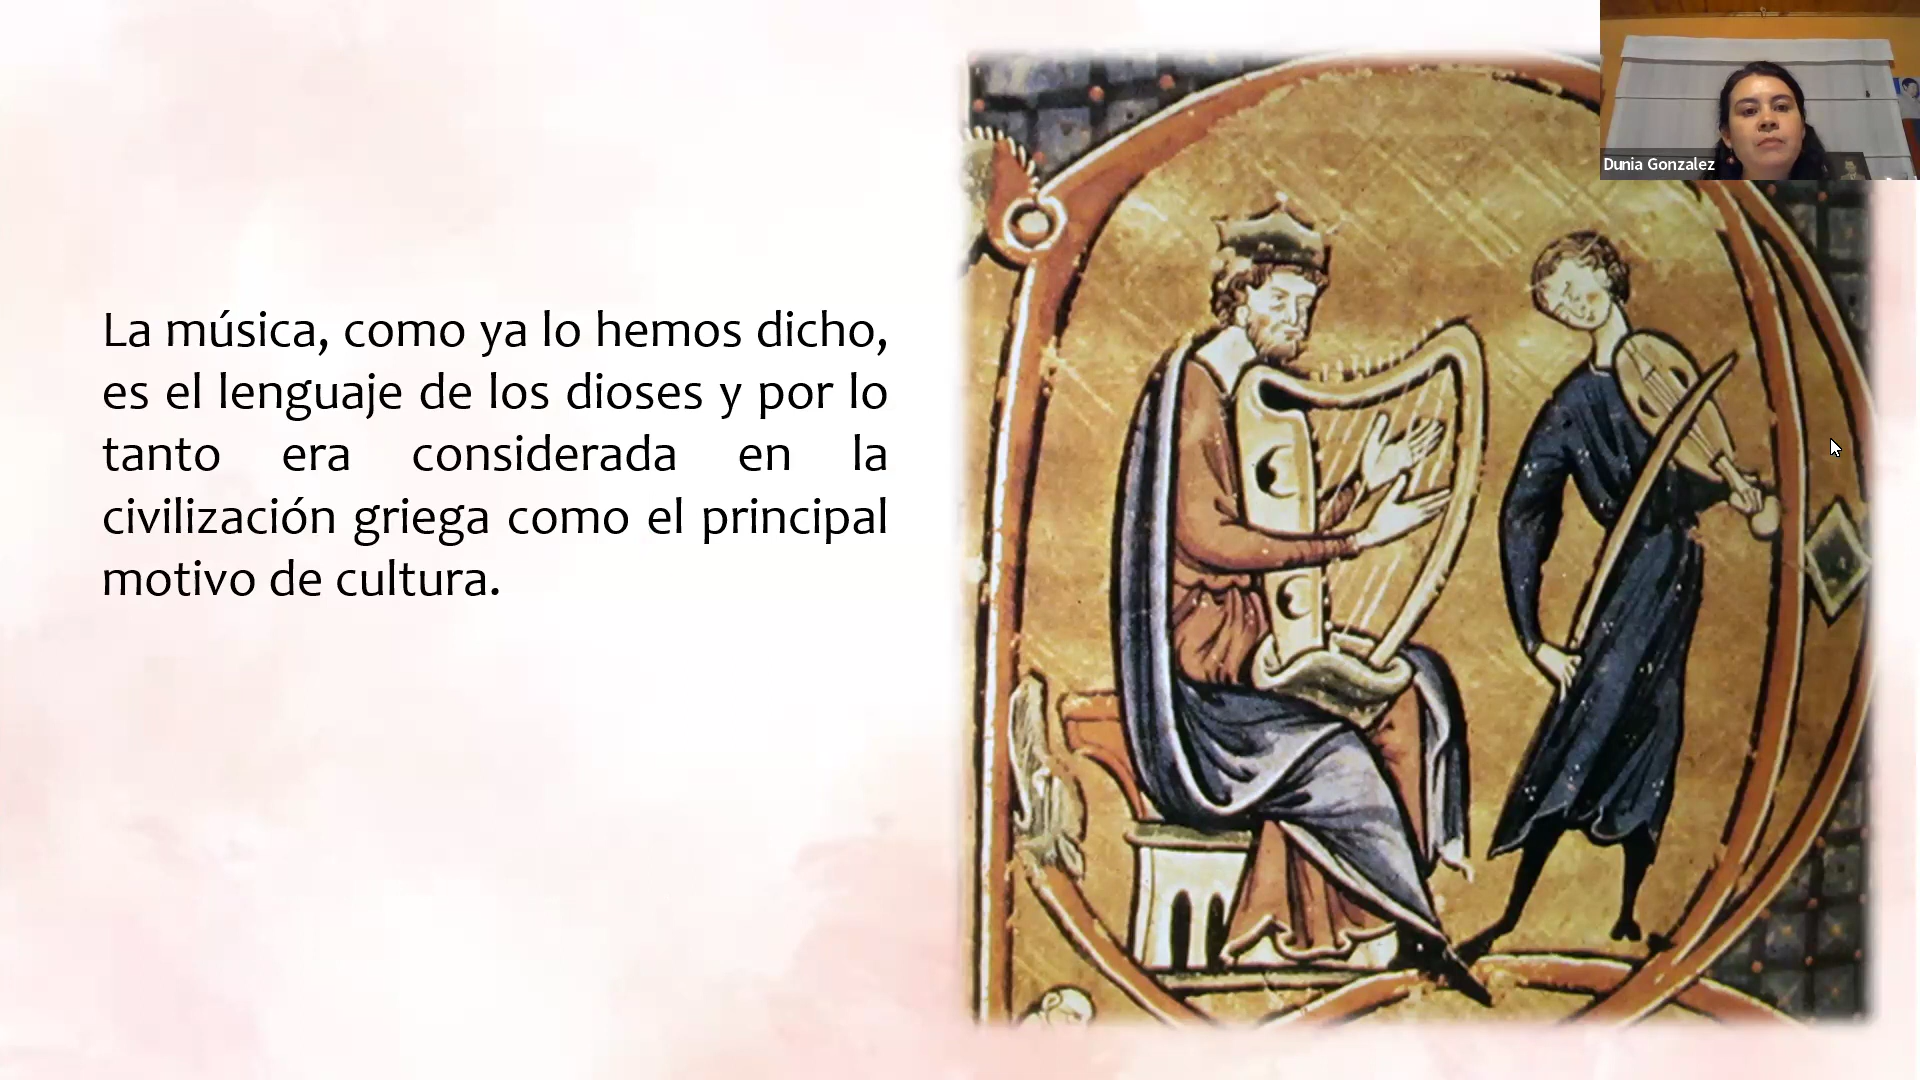 La música, como ya lo hemos dicho,
es el lenguaje de los dioses y por lo
tanto era considerada en la
civilización griega como el principal
motivo de cultura.
Dunia Gonzalez